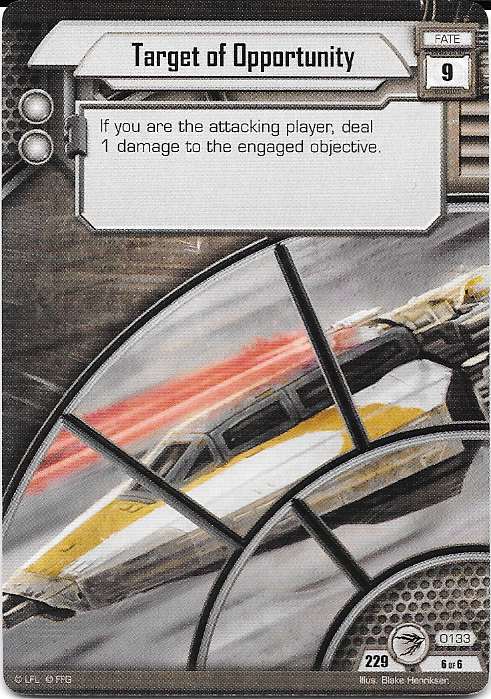 Target of Opportunity
FATE
9
If you are the attacking player, deal
1 damage to the engaged objective.
0133
229
6 OF 6
© LFL © FFG
Illus. Blake Henriksen